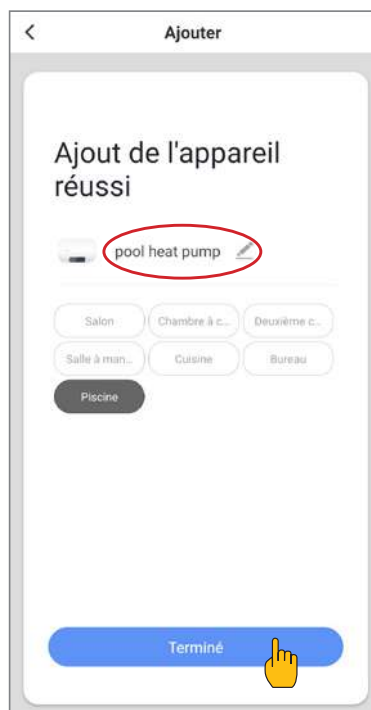 Ajouter
Ajout de l'appareil
réussi
pool heat pump
Salon Chambre à c... Deuxième c...
Salle à man... Cuisine Bureau
Piscine
Terminé